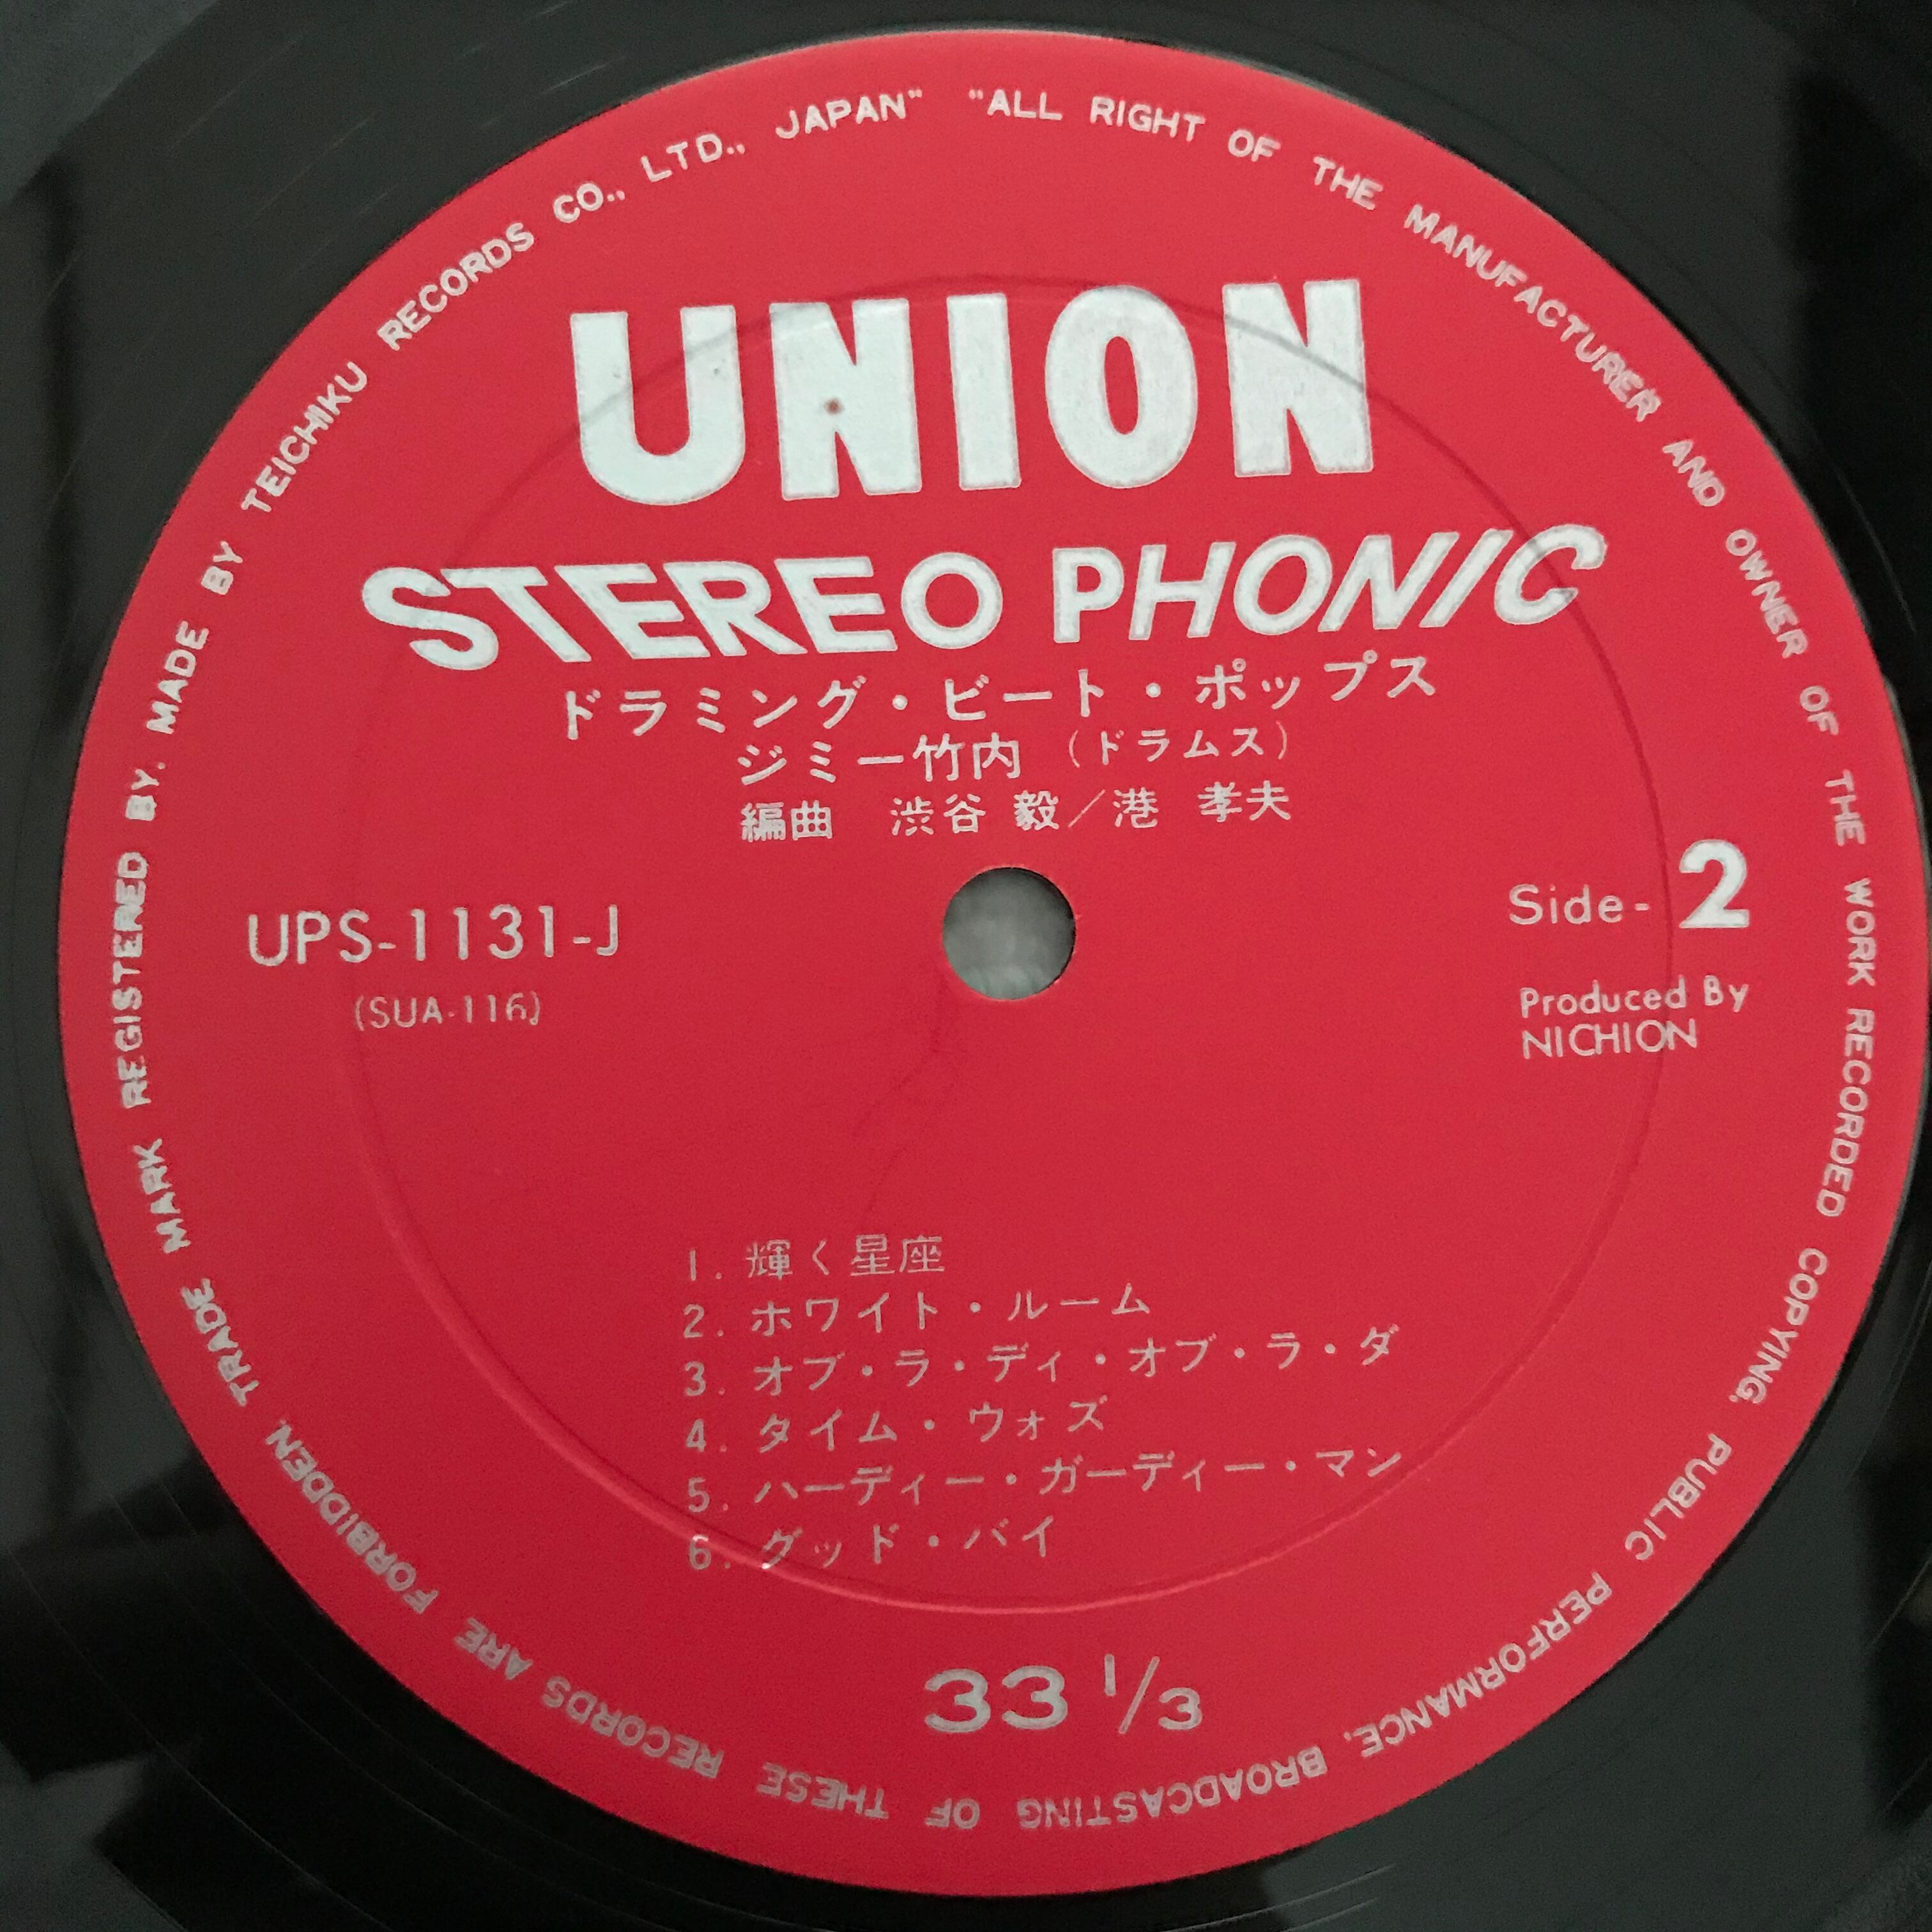 UNION
STEREO PHONIC
ドラミング・ビート・ポップス
ジミー竹内 (ドラムス)
編曲 渋谷 毅/港 孝夫
UPS-1131-J
(SUA-116)
Side-2
Produced By
NICHION
1. 輝く星座
2. ホワイト・ルーム
3. オブ・ラ・ディ・オブ・ラ・ダ
4. タイム・ウォズ
5. ハーディー・ガーディー・マン
6. グッド・バイ
33 1/3
"ALL RIGHT OF THE MANUFACTURER AND OWNER OF THE WORK RECORDED COPYING, PUBLIC PERFORMANCE, BROADCASTING OF THESE RECORDS ARE FORBIDDEN, TRADE MARK REGISTERED BY. MADE BY TEICHIKU RECORDS CO., LTD., JAPAN"